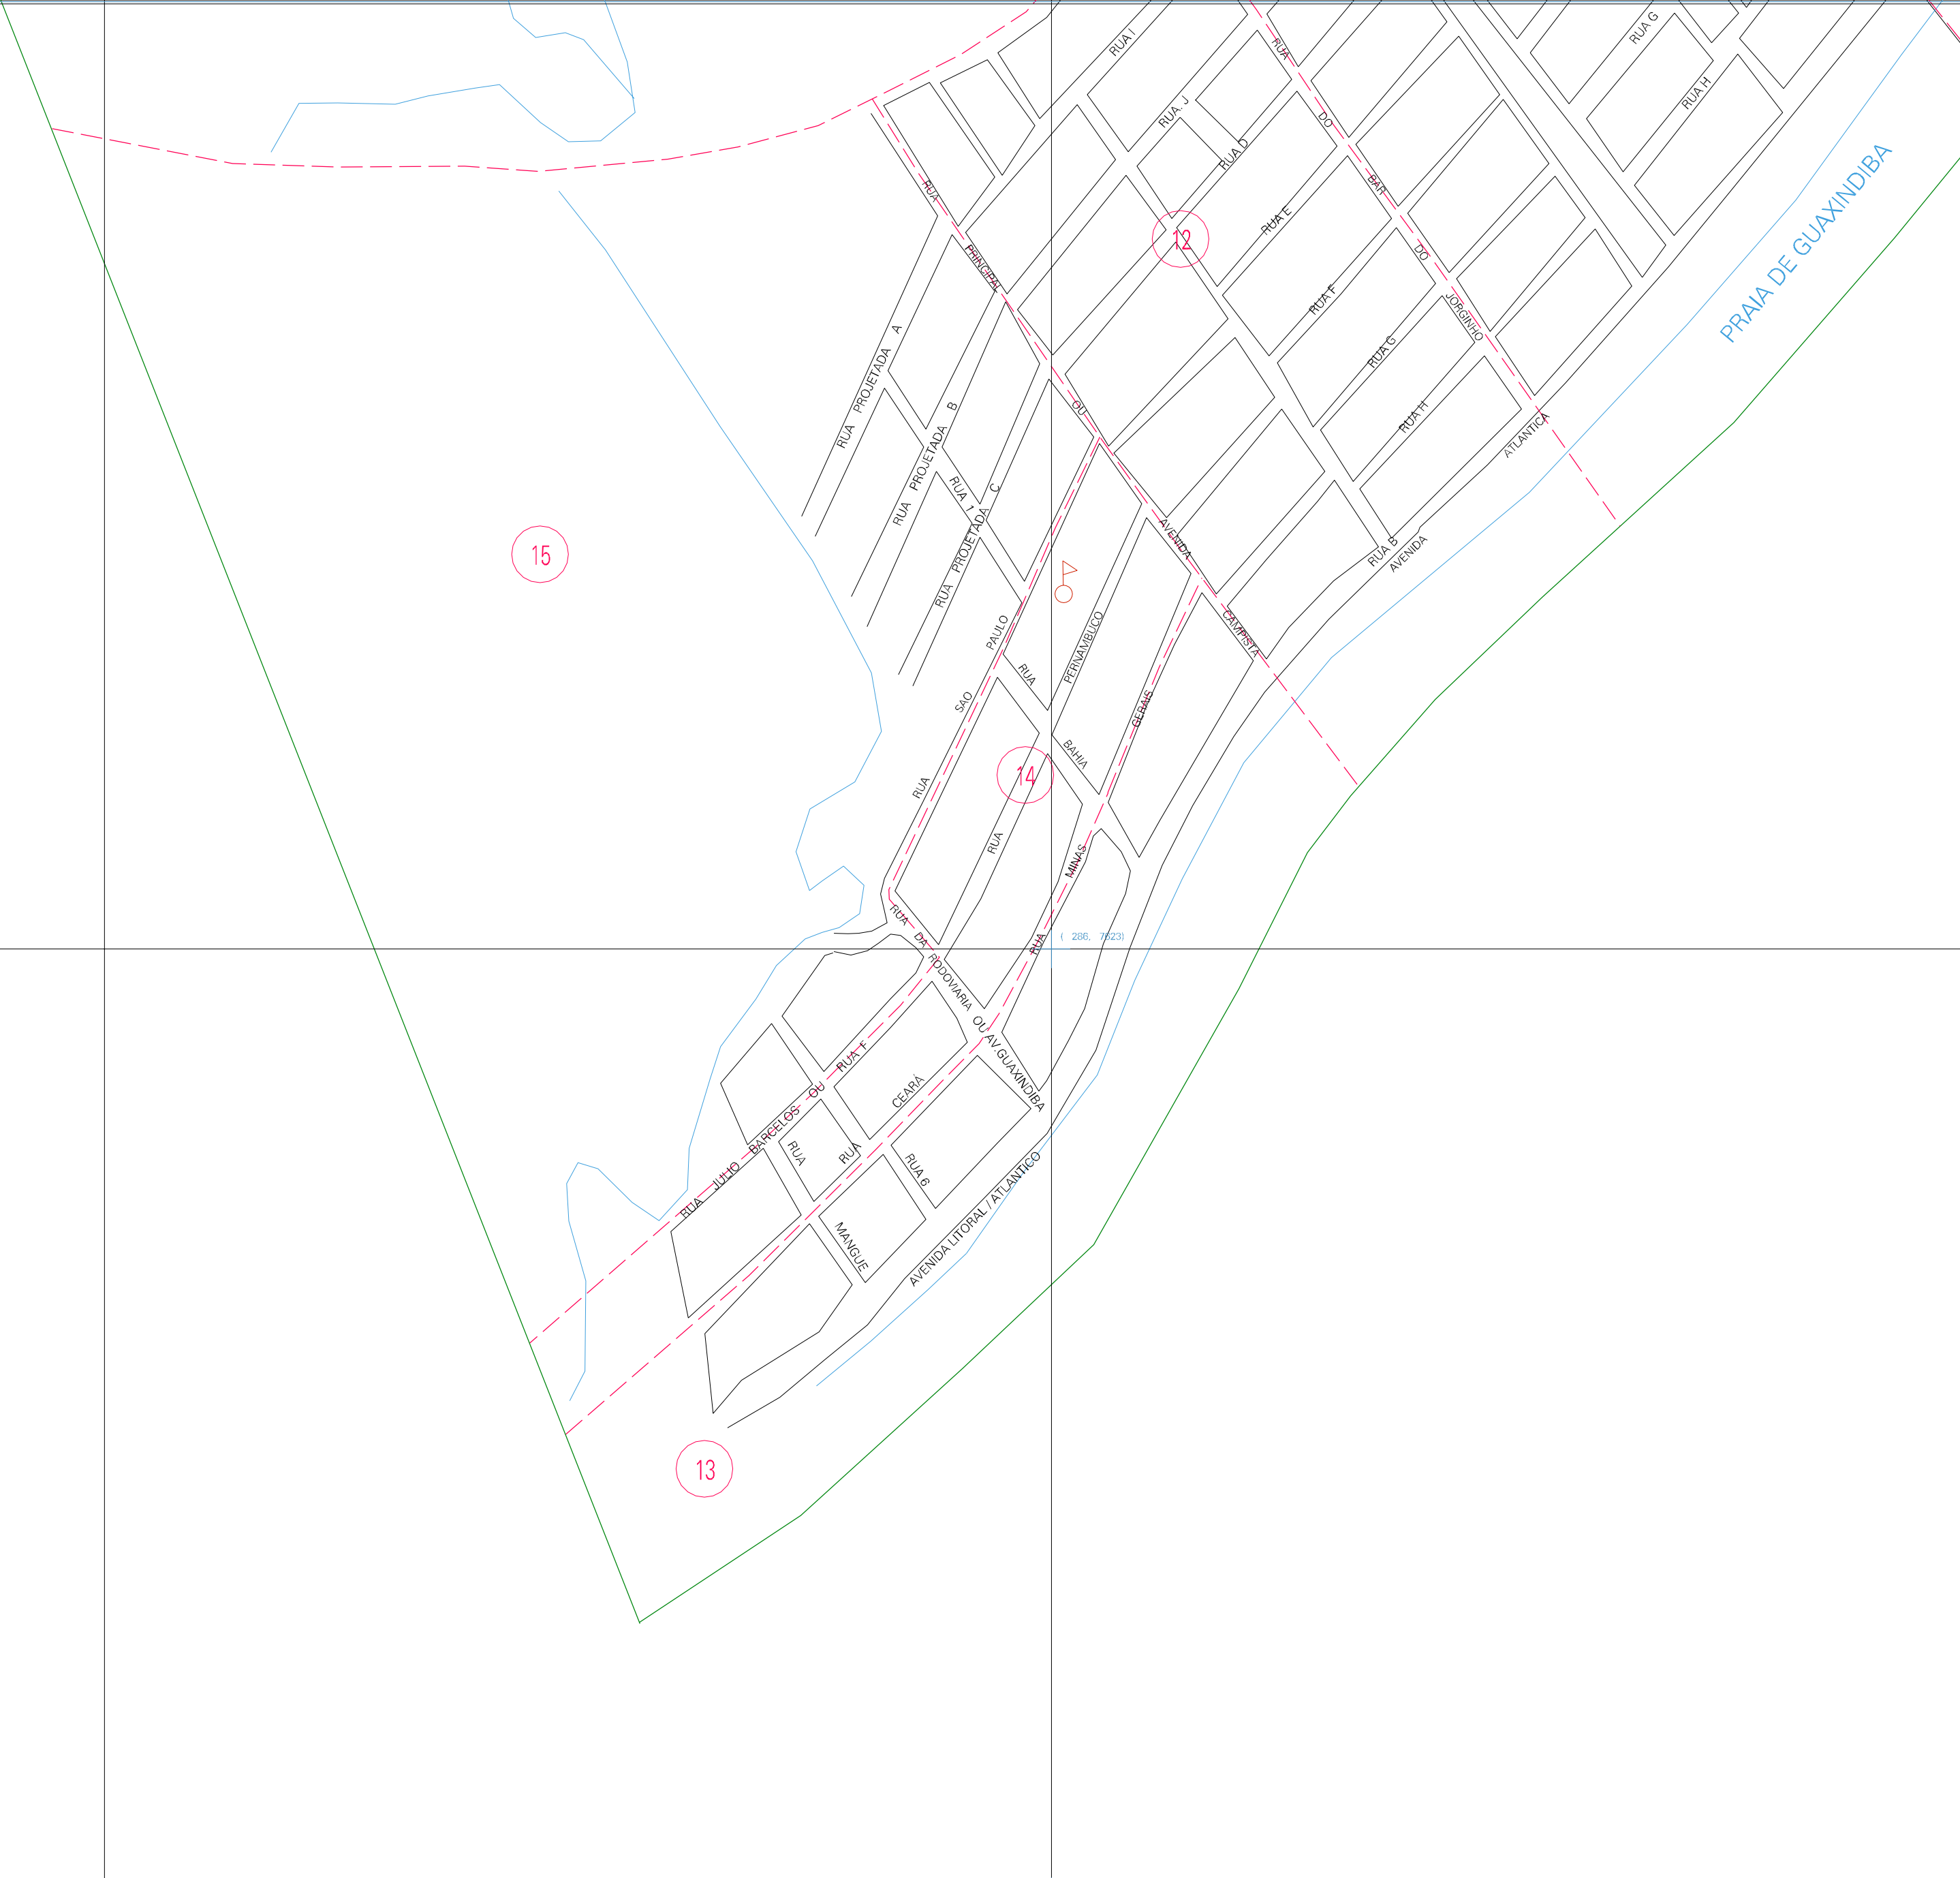 RUA G
RUA I
RUA H
RUA. J
RUA D
RUA DO BAR DO JORGINHO
PRAIA DE GUAXINDIBA
RUA PRINCIPAL OU AVENIDA CAMPISTA
12
RUA E
RUA F
RUA G
RUA H
RUA PROJETADA A
RUA PROJETADA B
RUA PROJETADA C
RUA 1
AVENIDA ATLANTICA
RUA B
15
RUA SAO PAULO
RUA PERNAMBUCO
RUA BAHIA
RUA MINAS GERAIS
14
( 286, 7623)
RUA DA RODOVIARIA OU AV.GUAXINDIBA
RUA JULIO BARCELOS OU RUA F
RUA CEARÁ
RUA MANGUE
RUA 6
AVENIDA LITORAL / ATLANTICO
13